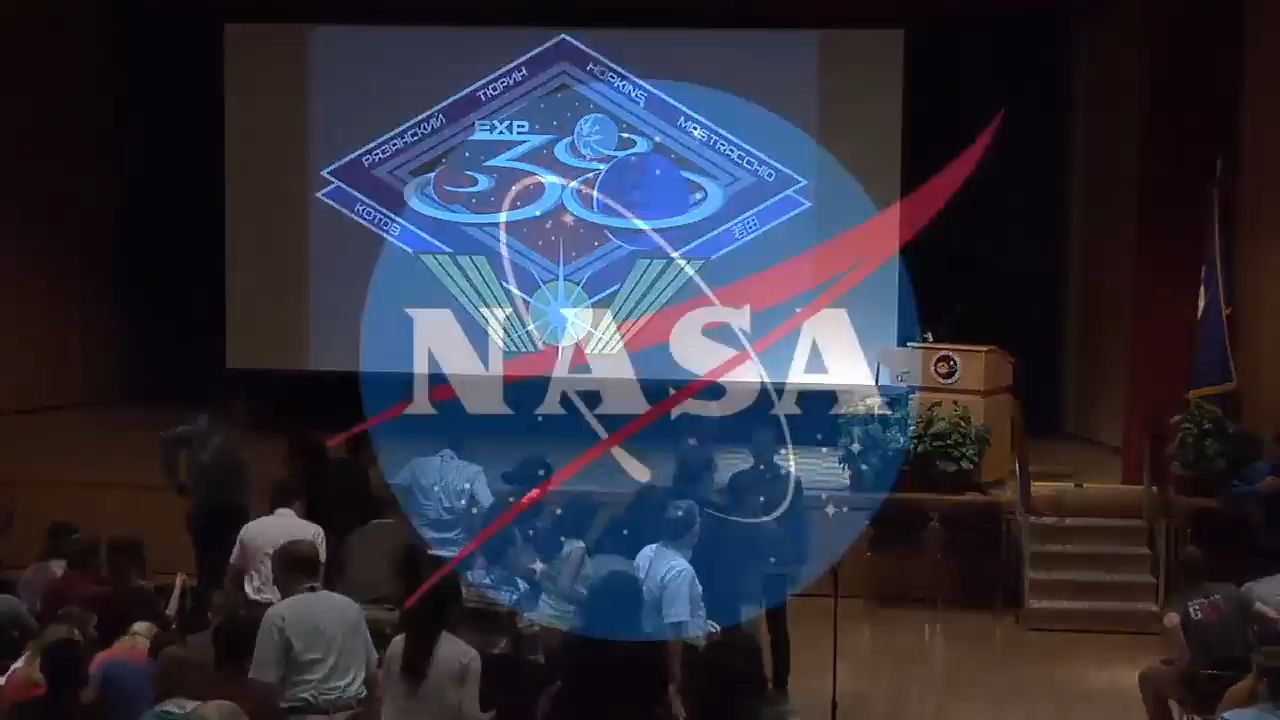 РЯЗАНСКИЙ
ТЮРИН
HOPKINS
MASTRACCHIO
EXP
38
КОТОВ
若田
NASA